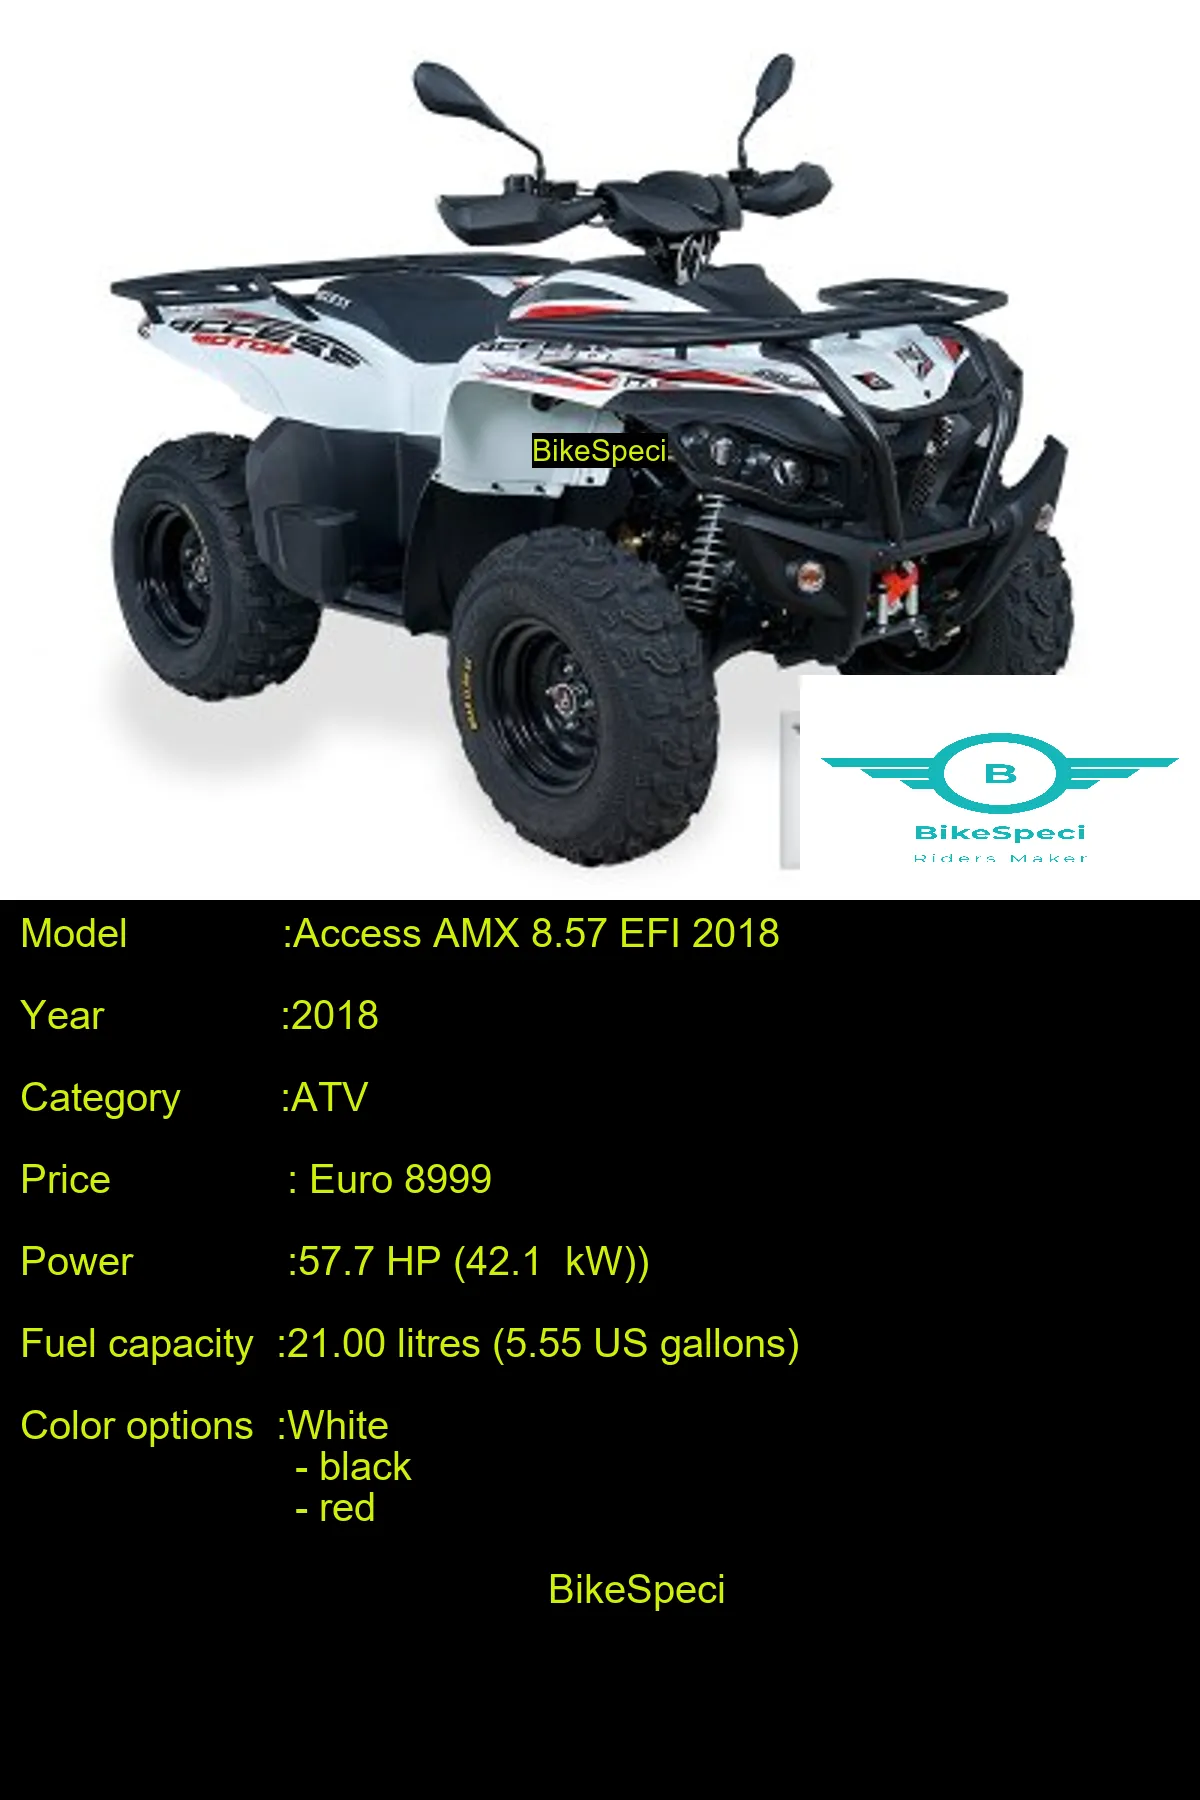 ACCESS
MOTOR
BikeSpeci
B
BikeSpeci
Riders Maker
Model :Access AMX 8.57 EFI 2018
Year :2018
Category :ATV
Price : Euro 8999
Power :57.7 HP (42.1  kW))
Fuel capacity :21.00 litres (5.55 US gallons)
Color options :White
- black
- red
BikeSpeci